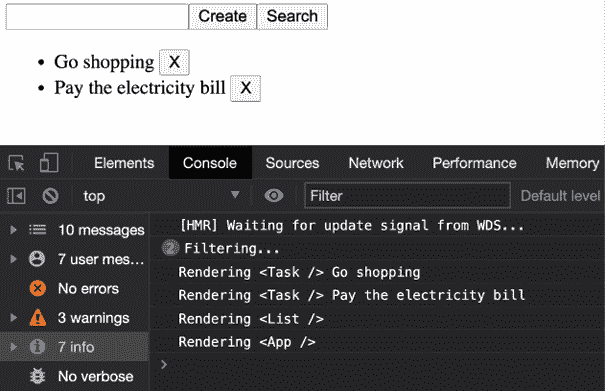 Create Search
Go shopping X
Pay the electricity bill X
Elements Console Sources Network Performance Memory
top Filter Default level
10 messages
7 user mes...
No errors
3 warnings
7 info
No verbose
[HMR] Waiting for update signal from WDS...
2 Filtering...
Rendering <Task /> Go shopping
Rendering <Task /> Pay the electricity bill
Rendering <List />
Rendering <App />